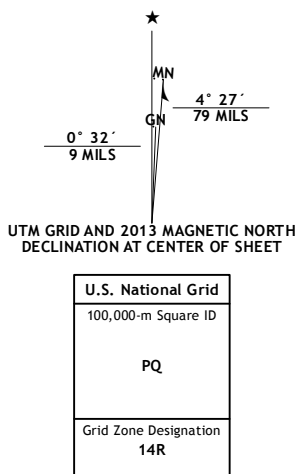 ★
MN
GN
4° 27´
79 MILS
0° 32´
9 MILS
UTM GRID AND 2013 MAGNETIC NORTH
DECLINATION AT CENTER OF SHEET
U.S. National Grid
100,000-m Square ID
PQ
Grid Zone Designation
14R